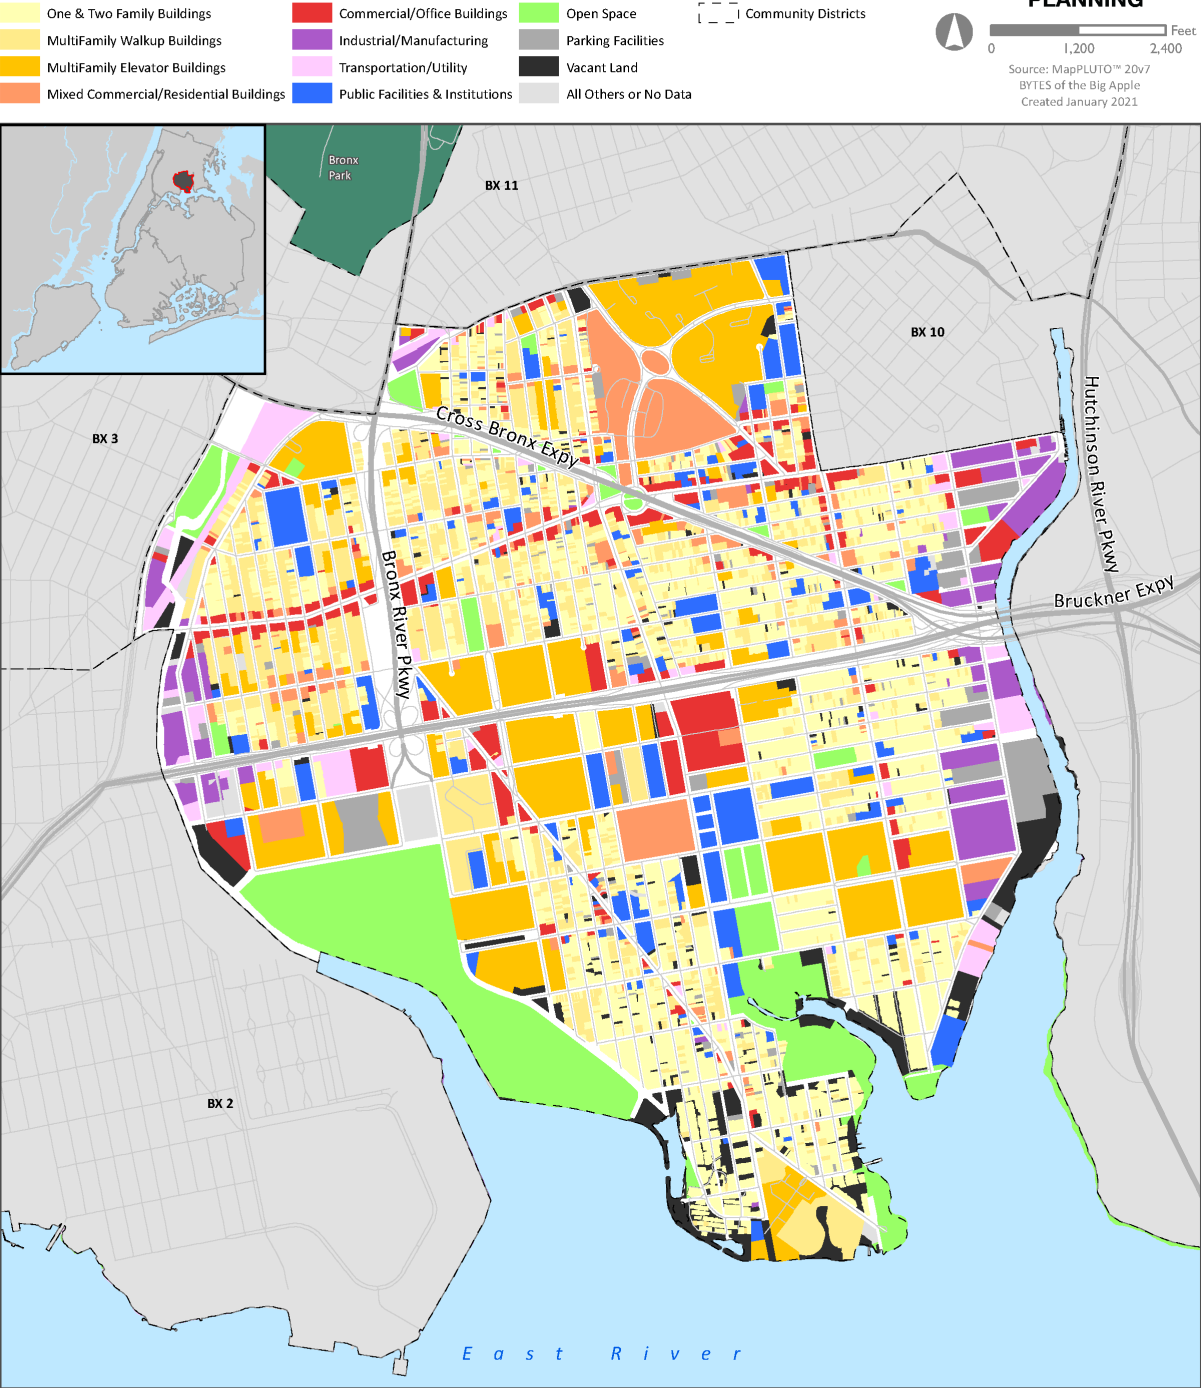 PLANNING
One & Two Family Buildings
MultiFamily Walkup Buildings
MultiFamily Elevator Buildings
Mixed Commercial/Residential Buildings
Commercial/Office Buildings
Industrial/Manufacturing
Transportation/Utility
Public Facilities & Institutions
Open Space
Parking Facilities
Vacant Land
All Others or No Data
Community Districts
Feet
0 1,200 2,400
Source: MapPLUTO™ 20v7
BYTES of the Big Apple
Created January 2021
Bronx
Park
BX 11
BX 10
BX 3
Cross Bronx Expy
Hutchinson River Pkwy
Bronx River Pkwy
Bruckner Expy
BX 2
East River